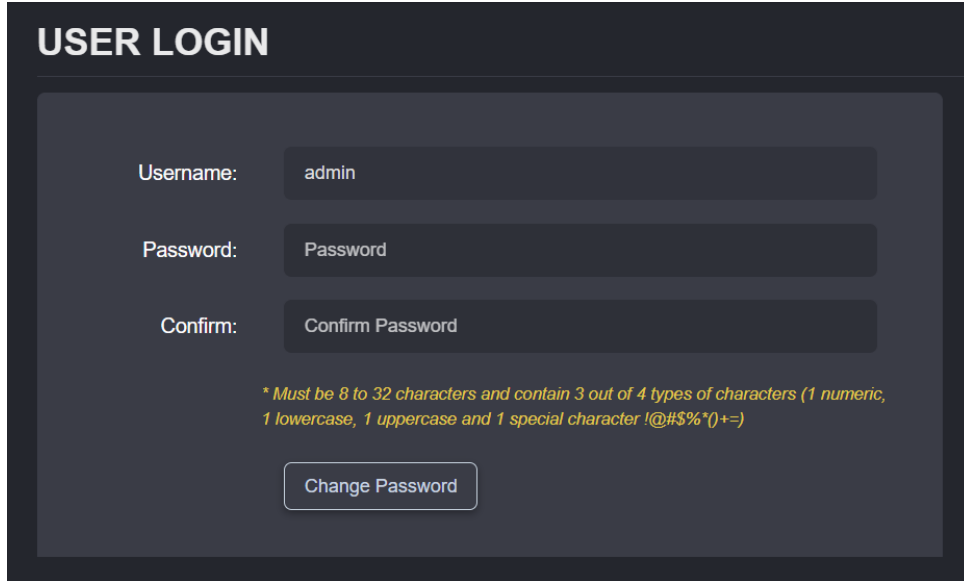 USER LOGIN
Username: admin
Password: Password
Confirm: Confirm Password
* Must be 8 to 32 characters and contain 3 out of 4 types of characters (1 numeric,
1 lowercase, 1 uppercase and 1 special character !@#$%*()+=)
Change Password